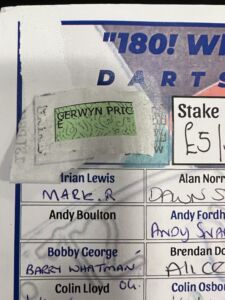 "180! W
DARTS
GERWYN PRIC
E
Stake
£5/
Irian Lewis
MARK.R
Alan Norr
DAWN S
Andy Boulton
Andy Fordh
ANDY SNA
Bobby George
BARRY WHATMAN
Brendan Do
ALICE
Colin Lloyd
Colin Osbo